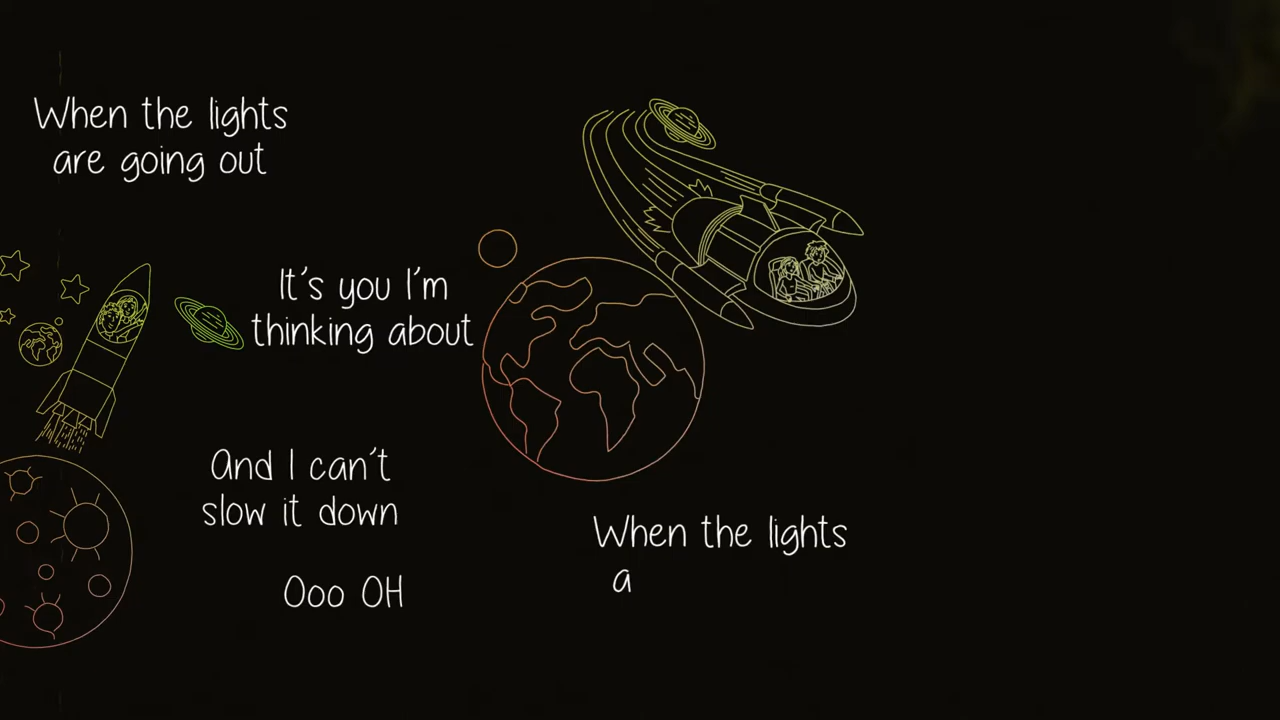 When the lights
are going out
It's you I'm
thinking about
And I can't
slow it down
Ooo OH
When the lights
a